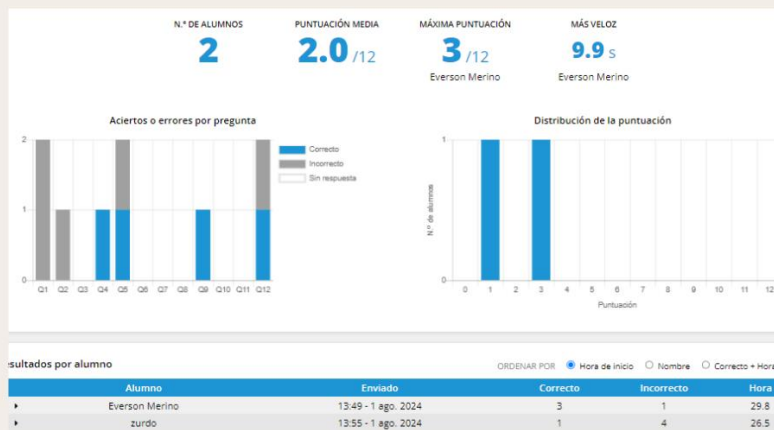 N.º DE ALUMNOS
2
PUNTUACIÓN MEDIA
2.0 /12
MÁXIMA PUNTUACIÓN
3 /12
Everson Merino
MÁS VELOZ
9.9 s
Everson Merino
Aciertos o errores por pregunta
2
1
0
Q1 Q2 Q3 Q4 Q5 Q6 Q7 Q8 Q9 Q10 Q11 Q12
Correcto
Incorrecto
Sin respuesta
Distribución de la puntuación
N.º de alumnos
1
0
0 1 2 3 4 5 6 7 8 9 10 11 12
Puntuación
esultados por alumno
ORDENAR POR Hora de inicio Nombre Correcto + Hora
Alumno Enviado Correcto Incorrecto Hora
Everson Merino 13:49 - 1 ago. 2024 3 1 29.8
zurdo 13:55 - 1 ago. 2024 1 4 26.5